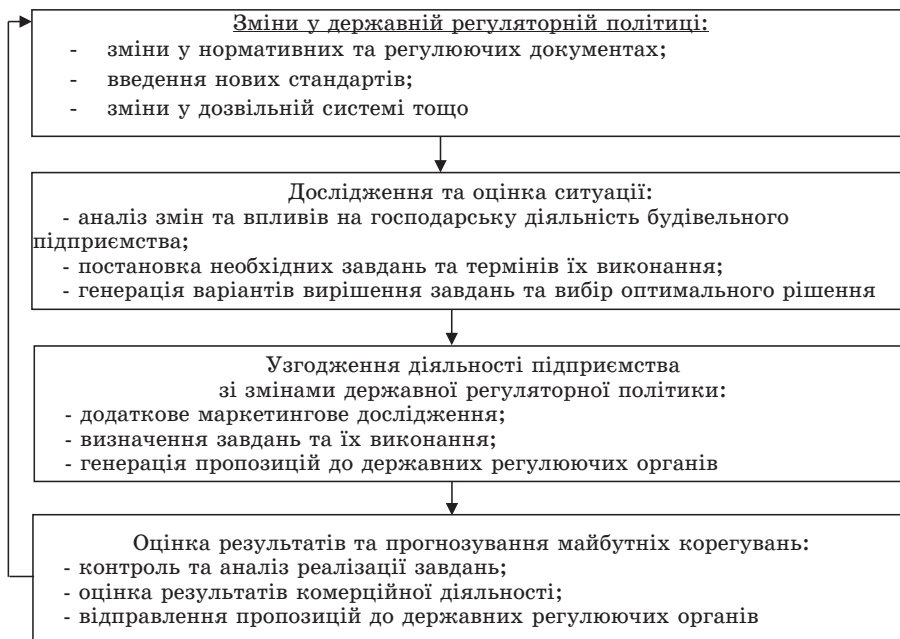 Зміни у державній регуляторній політиці:
- зміни у нормативних та регулюючих документах;
- введення нових стандартів;
- зміни у дозвільній системі тощо
Дослідження та оцінка ситуації:
- аналіз змін та впливів на господарську діяльність будівельного
підприємства;
- постановка необхідних завдань та термінів їх виконання;
- генерація варіантів вирішення завдань та вибір оптимального рішення
Узгодження діяльності підприємства
зі змінами державної регуляторної політики:
- додаткове маркетингове дослідження;
- визначення завдань та їх виконання;
- генерація пропозицій до державних регулюючих органів
Оцінка результатів та прогнозування майбутніх корегувань:
- контроль та аналіз реалізації завдань;
- оцінка результатів комерційної діяльності;
- відправлення пропозицій до державних регулюючих органів